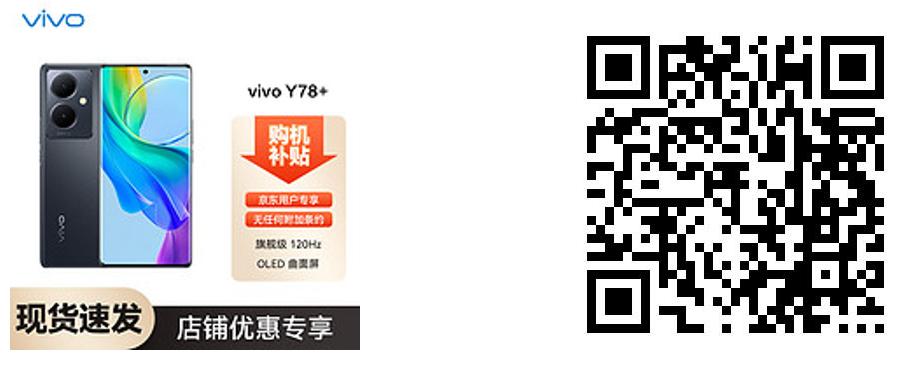 vivo
vivo Y78+
购机
补贴
京东用户专享
无任何附加条约
旗舰级 120Hz
OLED 曲面屏
vivo
现货速发
店铺优惠专享